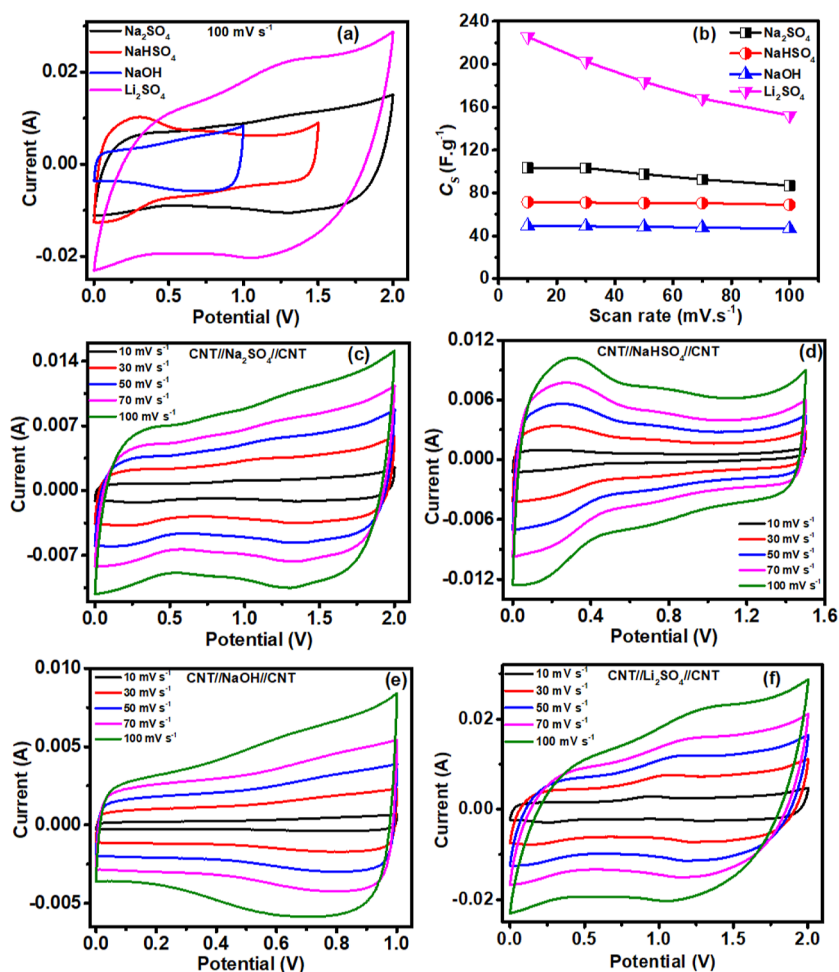 (a)
100 mV s⁻¹
Na₂SO₄
NaHSO₄
NaOH
Li₂SO₄
0.02
0.00
-0.02
Current (A)
0.0 0.5 1.0 1.5 2.0
Potential (V)
(b)
Na₂SO₄
NaHSO₄
NaOH
Li₂SO₄
240
200
160
120
80
40
0
Cₛ (F.g⁻¹)
0 20 40 60 80 100
Scan rate (mV.s⁻¹)
(c)
CNT//Na₂SO₄//CNT
10 mV s⁻¹
30 mV s⁻¹
50 mV s⁻¹
70 mV s⁻¹
100 mV s⁻¹
0.014
0.007
0.000
-0.007
Current (A)
0.0 0.5 1.0 1.5 2.0
Potential (V)
(d)
CNT//NaHSO₄//CNT
0.012
0.006
0.000
-0.006
-0.012
Current (A)
10 mV s⁻¹
30 mV s⁻¹
50 mV s⁻¹
70 mV s⁻¹
100 mV s⁻¹
0.0 0.4 0.8 1.2 1.6
Potential (V)
(e)
CNT//NaOH//CNT
10 mV s⁻¹
30 mV s⁻¹
50 mV s⁻¹
70 mV s⁻¹
100 mV s⁻¹
0.010
0.005
0.000
-0.005
Current (A)
0.0 0.2 0.4 0.6 0.8 1.0
Potential (V)
(f)
CNT//Li₂SO₄//CNT
10 mV s⁻¹
30 mV s⁻¹
50 mV s⁻¹
70 mV s⁻¹
100 mV s⁻¹
0.02
0.00
-0.02
Current (A)
0.0 0.5 1.0 1.5 2.0
Potential (V)